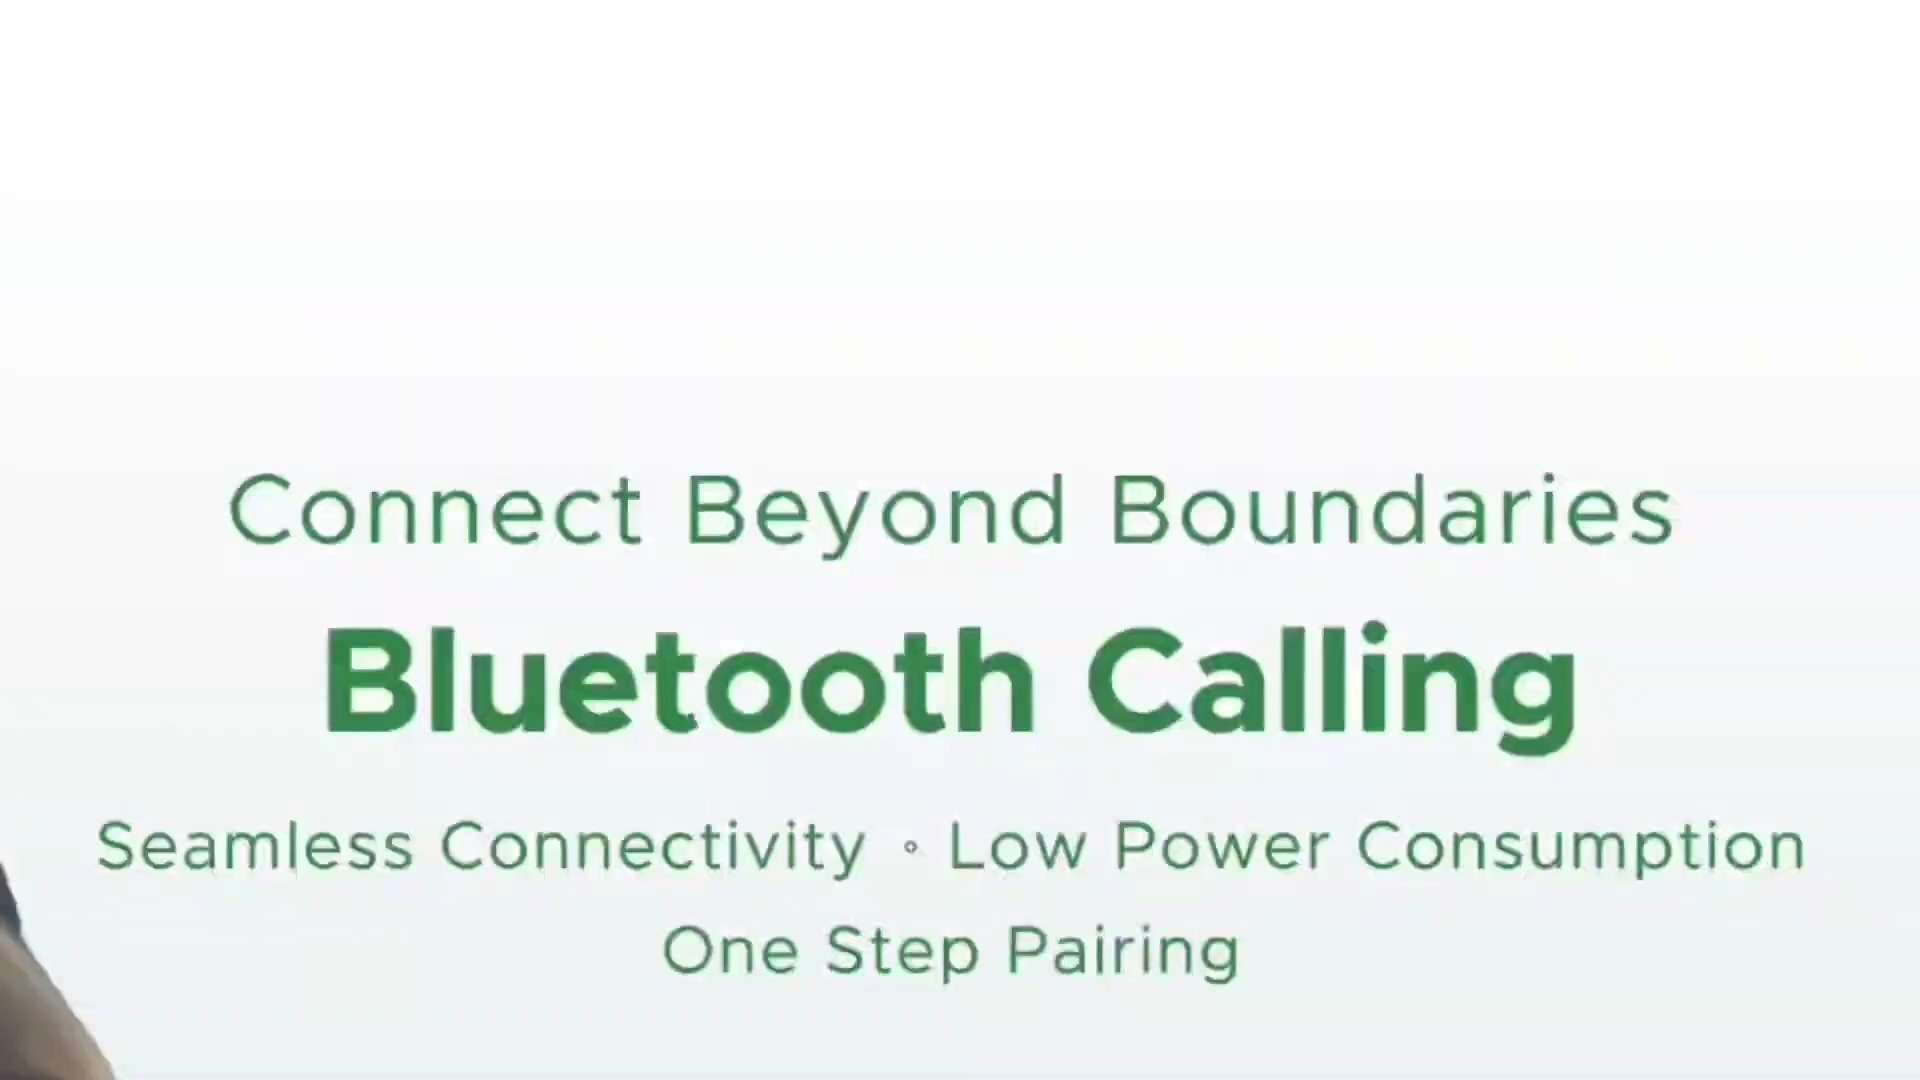 Connect Beyond Boundaries
Bluetooth Calling
Seamless Connectivity ◦ Low Power Consumption
One Step Pairing